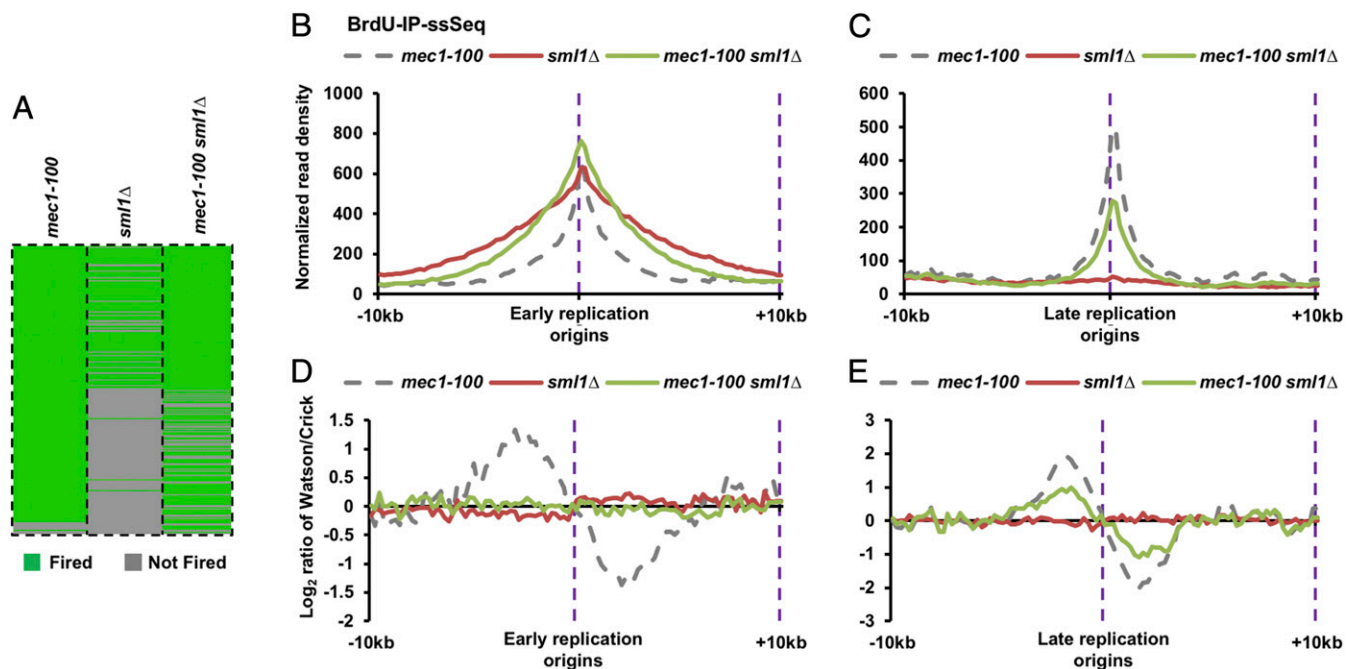 A
mec1-100
sml1Δ
mec1-100 sml1Δ
Fired
Not Fired
BrdU-IP-ssSeq
B
mec1-100 sml1Δ mec1-100 sml1Δ
Normalized read density
1000
800
600
400
200
0
-10kb
Early replication
origins
+10kb
C
mec1-100 sml1Δ mec1-100 sml1Δ
600
500
400
300
200
100
0
-10kb
Late replication
origins
+10kb
D
mec1-100 sml1Δ mec1-100 sml1Δ
Log2 ratio of Watson/Crick
1.5
1
0.5
0
-0.5
-1
-1.5
-2
-10kb
Early replication
origins
+10kb
E
mec1-100 sml1Δ mec1-100 sml1Δ
3
2
1
0
-1
-2
-3
-10kb
Late replication
origins
+10kb